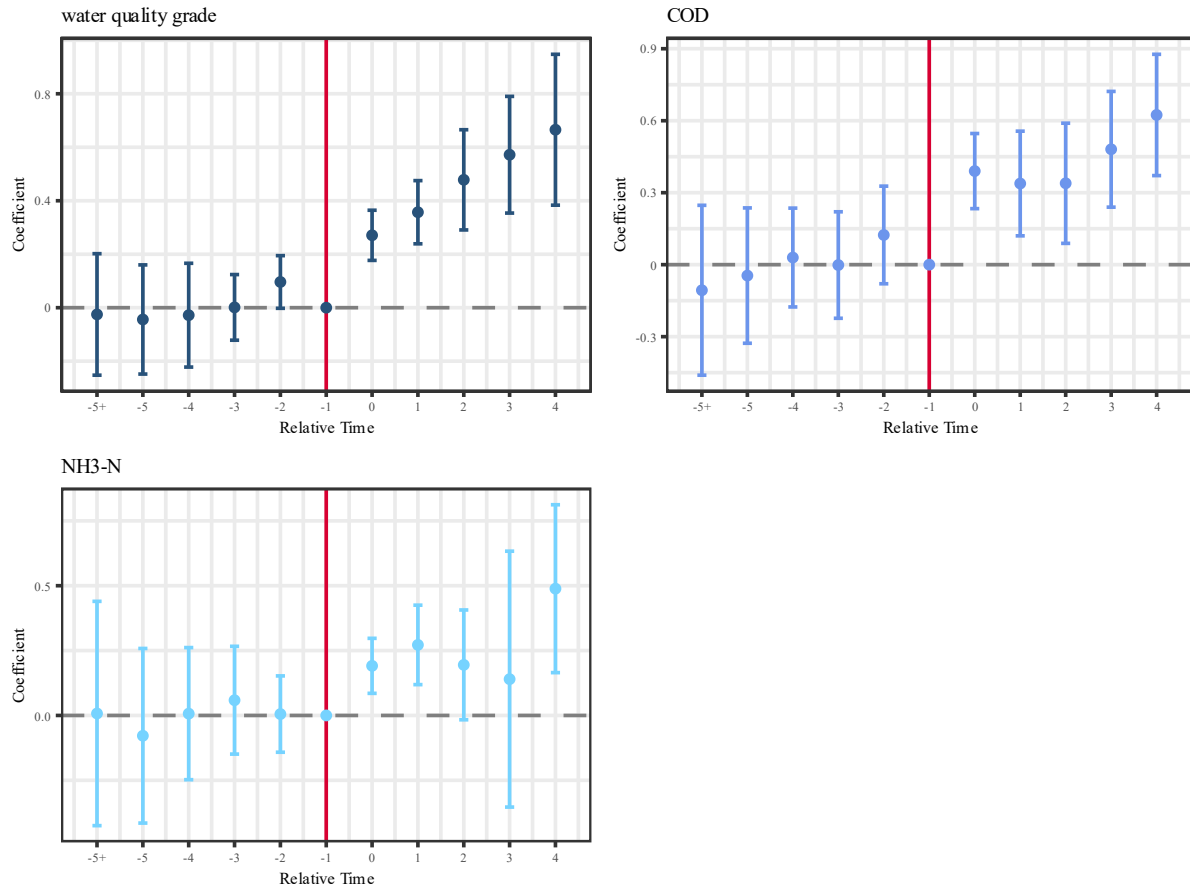 water quality grade
0.8
0.4
0
Coefficient
-5+ -5 -4 -3 -2 -1 0 1 2 3 4
Relative Time
COD
0.9
0.6
0.3
0
-0.3
Coefficient
-5+ -5 -4 -3 -2 -1 0 1 2 3 4
Relative Time
NH3-N
0.5
0.0
Coefficient
-5+ -5 -4 -3 -2 -1 0 1 2 3 4
Relative Time